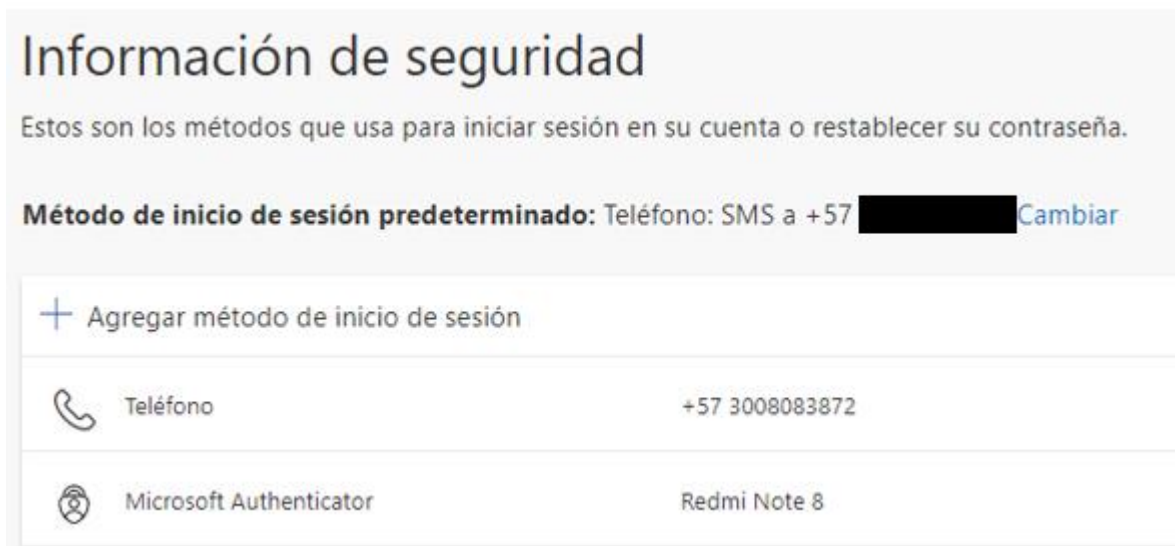 Información de seguridad
Estos son los métodos que usa para iniciar sesión en su cuenta o restablecer su contraseña.
Método de inicio de sesión predeterminado: Teléfono: SMS a +57 Cambiar
Agregar método de inicio de sesión
Teléfono +57 3008083872
Microsoft Authenticator Redmi Note 8